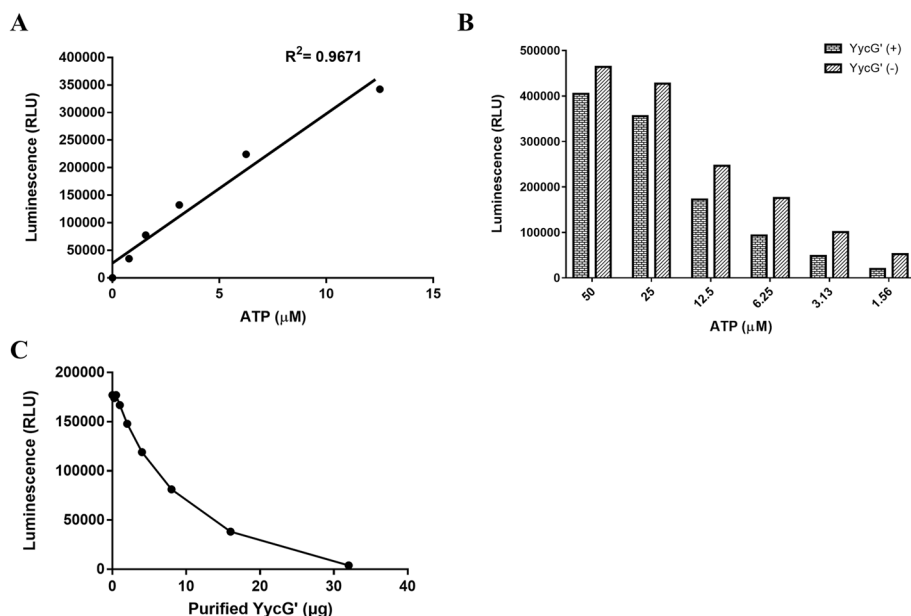 A
R2= 0.9671
Luminescence (RLU)
400000
350000
300000
250000
200000
150000
100000
50000
0
0 5 10 15
ATP (μM)
B
YycG' (+)
YycG' (-)
Luminescence (RLU)
500000
400000
300000
200000
100000
0
50 25 12.5 6.25 3.13 1.56
ATP (μM)
C
Luminescence (RLU)
200000
150000
100000
50000
0
0 10 20 30 40
Purified YycG' (μg)